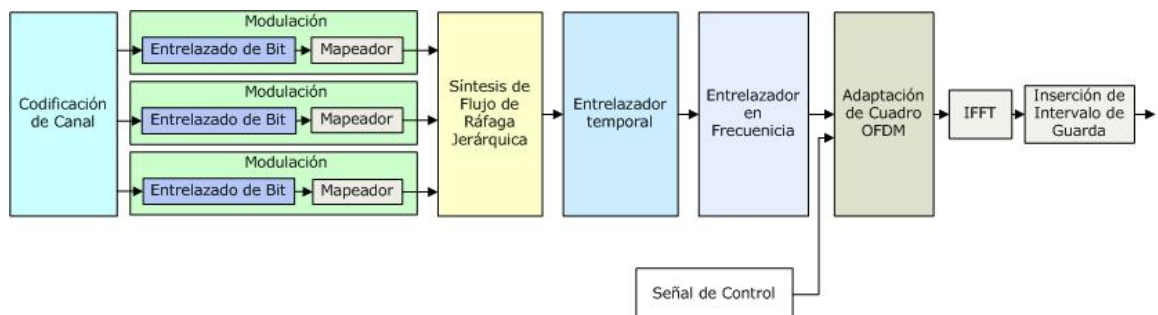 Codificación
de Canal
Modulación
Entrelazado de Bit
Mapeador
Modulación
Entrelazado de Bit
Mapeador
Modulación
Entrelazado de Bit
Mapeador
Síntesis de
Flujo de
Ráfaga
Jerárquica
Entrelazador
temporal
Entrelazador
en
Frecuenicia
Adaptación
de Cuadro
OFDM
IFFT
Inserción de
Intervalo de
Guarda
Señal de Control